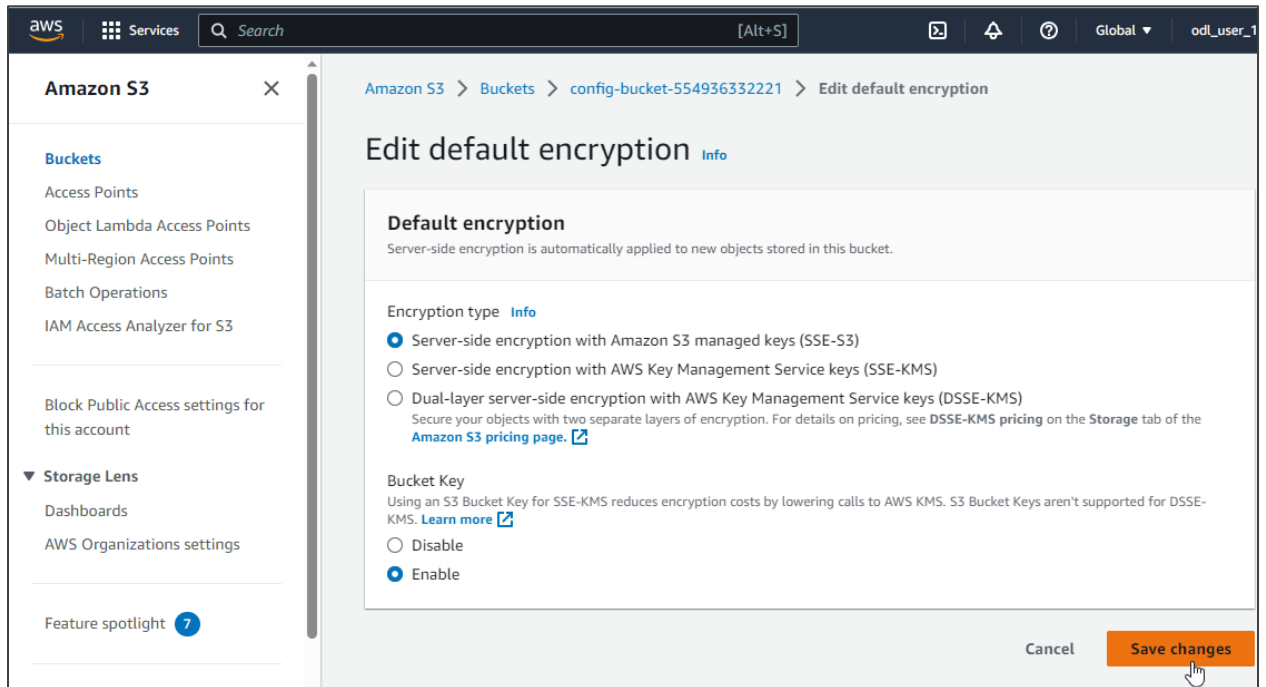 aws
Services
Search
[Alt+S]
Global ▼
odl_user_1
Amazon S3
Buckets
Access Points
Object Lambda Access Points
Multi-Region Access Points
Batch Operations
IAM Access Analyzer for S3
Block Public Access settings for
this account
▼ Storage Lens
Dashboards
AWS Organizations settings
Feature spotlight 7
Amazon S3 > Buckets > config-bucket-554936332221 > Edit default encryption
Edit default encryption Info
Default encryption
Server-side encryption is automatically applied to new objects stored in this bucket.
Encryption type Info
Server-side encryption with Amazon S3 managed keys (SSE-S3)
Server-side encryption with AWS Key Management Service keys (SSE-KMS)
Dual-layer server-side encryption with AWS Key Management Service keys (DSSE-KMS)
Secure your objects with two separate layers of encryption. For details on pricing, see DSSE-KMS pricing on the Storage tab of the
Amazon S3 pricing page.
Bucket Key
Using an S3 Bucket Key for SSE-KMS reduces encryption costs by lowering calls to AWS KMS. S3 Bucket Keys aren't supported for DSSE-
KMS. Learn more
Disable
Enable
Cancel
Save changes